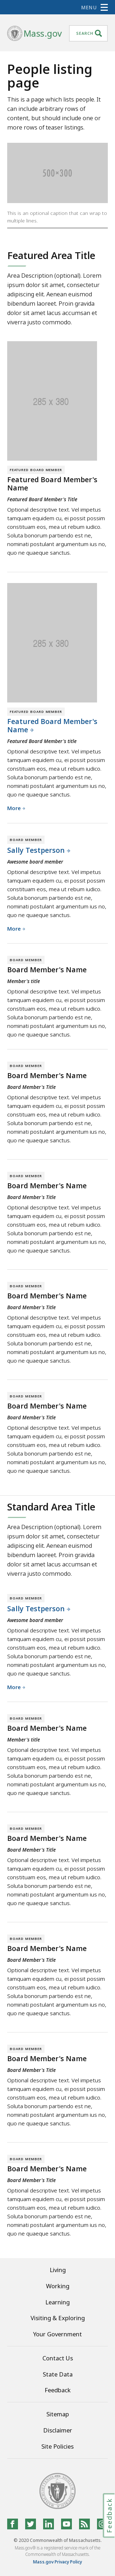 MENU
Mass.gov
SEARCH
People listing
page
This is a page which lists people. It
can include arbitrary rows of
content, but should include one or
more rows of teaser listings.
500×300
This is an optional caption that can wrap to
multiple lines.
Featured Area Title
Area Description (optional). Lorem
ipsum dolor sit amet, consectetur
adipisicing elit. Aenean euismod
bibendum laoreet. Proin gravida
dolor sit amet lacus accumsan et
viverra justo commodo.
285 x 380
FEATURED BOARD MEMBER
Featured Board Member's
Name
Featured Board Member's Title
Optional descriptive text. Vel impetus
tamquam equidem cu, ei possit possim
constituam eos, mea ut rebum iudico.
Soluta bonorum partiendo est ne,
nominati postulant argumentum ius no,
quo ne quaeque sanctus.
285 x 380
FEATURED BOARD MEMBER
Featured Board Member's
Name
Featured Board Member's title
Optional descriptive text. Vel impetus
tamquam equidem cu, ei possit possim
constituam eos, mea ut rebum iudico.
Soluta bonorum partiendo est ne,
nominati postulant argumentum ius no,
quo ne quaeque sanctus.
More
BOARD MEMBER
Sally Testperson
Awesome board member
Optional descriptive text. Vel impetus
tamquam equidem cu, ei possit possim
constituam eos, mea ut rebum iudico.
Soluta bonorum partiendo est ne,
nominati postulant argumentum ius no,
quo ne quaeque sanctus.
More
BOARD MEMBER
Board Member's Name
Member's title
Optional descriptive text. Vel impetus
tamquam equidem cu, ei possit possim
constituam eos, mea ut rebum iudico.
Soluta bonorum partiendo est ne,
nominati postulant argumentum ius no,
quo ne quaeque sanctus.
BOARD MEMBER
Board Member's Name
Board Member's Title
Optional descriptive text. Vel impetus
tamquam equidem cu, ei possit possim
constituam eos, mea ut rebum iudico.
Soluta bonorum partiendo est ne,
nominati postulant argumentum ius no,
quo ne quaeque sanctus.
BOARD MEMBER
Board Member's Name
Board Member's Title
Optional descriptive text. Vel impetus
tamquam equidem cu, ei possit possim
constituam eos, mea ut rebum iudico.
Soluta bonorum partiendo est ne,
nominati postulant argumentum ius no,
quo ne quaeque sanctus.
BOARD MEMBER
Board Member's Name
Board Member's Title
Optional descriptive text. Vel impetus
tamquam equidem cu, ei possit possim
constituam eos, mea ut rebum iudico.
Soluta bonorum partiendo est ne,
nominati postulant argumentum ius no,
quo ne quaeque sanctus.
BOARD MEMBER
Board Member's Name
Board Member's Title
Optional descriptive text. Vel impetus
tamquam equidem cu, ei possit possim
constituam eos, mea ut rebum iudico.
Soluta bonorum partiendo est ne,
nominati postulant argumentum ius no,
quo ne quaeque sanctus.
Standard Area Title
Area Description (optional). Lorem
ipsum dolor sit amet, consectetur
adipisicing elit. Aenean euismod
bibendum laoreet. Proin gravida
dolor sit amet lacus accumsan et
viverra justo commodo.
BOARD MEMBER
Sally Testperson
Awesome board member
Optional descriptive text. Vel impetus
tamquam equidem cu, ei possit possim
constituam eos, mea ut rebum iudico.
Soluta bonorum partiendo est ne,
nominati postulant argumentum ius no,
quo ne quaeque sanctus.
More
BOARD MEMBER
Board Member's Name
Member's title
Optional descriptive text. Vel impetus
tamquam equidem cu, ei possit possim
constituam eos, mea ut rebum iudico.
Soluta bonorum partiendo est ne,
nominati postulant argumentum ius no,
quo ne quaeque sanctus.
BOARD MEMBER
Board Member's Name
Board Member's Title
Optional descriptive text. Vel impetus
tamquam equidem cu, ei possit possim
constituam eos, mea ut rebum iudico.
Soluta bonorum partiendo est ne,
nominati postulant argumentum ius no,
quo ne quaeque sanctus.
BOARD MEMBER
Board Member's Name
Board Member's Title
Optional descriptive text. Vel impetus
tamquam equidem cu, ei possit possim
constituam eos, mea ut rebum iudico.
Soluta bonorum partiendo est ne,
nominati postulant argumentum ius no,
quo ne quaeque sanctus.
BOARD MEMBER
Board Member's Name
Board Member's Title
Optional descriptive text. Vel impetus
tamquam equidem cu, ei possit possim
constituam eos, mea ut rebum iudico.
Soluta bonorum partiendo est ne,
nominati postulant argumentum ius no,
quo ne quaeque sanctus.
BOARD MEMBER
Board Member's Name
Board Member's Title
Optional descriptive text. Vel impetus
tamquam equidem cu, ei possit possim
constituam eos, mea ut rebum iudico.
Soluta bonorum partiendo est ne,
nominati postulant argumentum ius no,
quo ne quaeque sanctus.
Living
Working
Learning
Visiting & Exploring
Your Government
Contact Us
State Data
Feedback
Sitemap
Disclaimer
Site Policies
Feedback
© 2020 Commonwealth of Massachusetts.
Mass.gov® is a registered service mark of the
Commonwealth of Massachusetts.
Mass.gov Privacy Policy